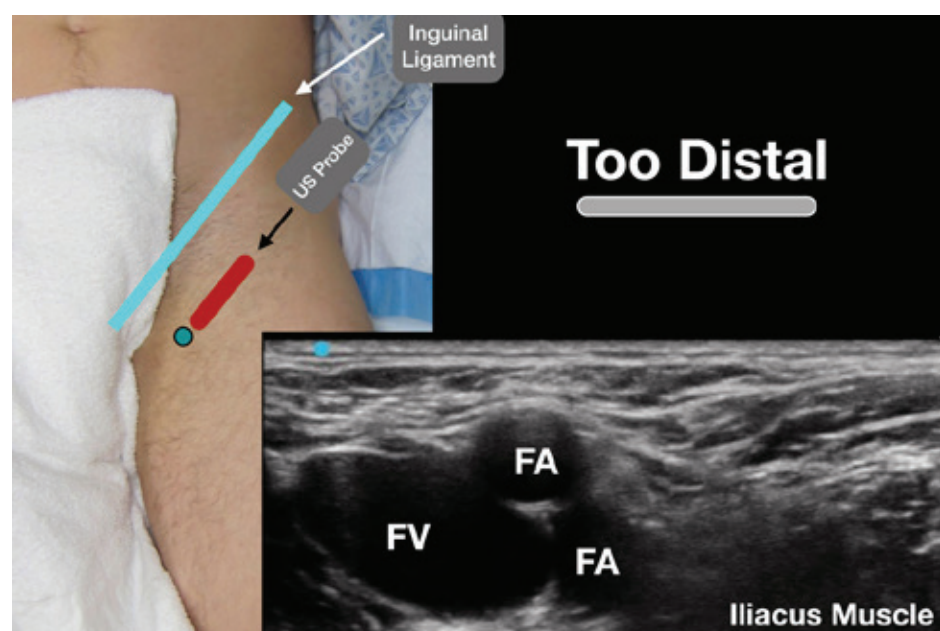 Inguinal
Ligament
US Probe
Too Distal
FA
FV
FA
Iliacus Muscle